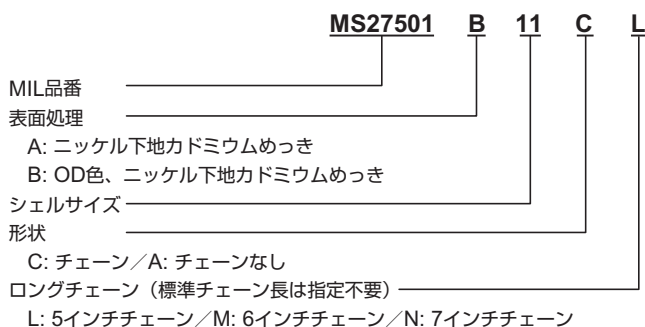 MS27501 B 11 C L
MIL品番
表面処理
A: ニッケル下地カドミウムめっき
B: OD色、ニッケル下地カドミウムめっき
シェルサイズ
形状
C: チェーン／A: チェーンなし
ロングチェーン（標準チェーン長は指定不要）
L: 5インチチェーン／M: 6インチチェーン／N: 7インチチェーン